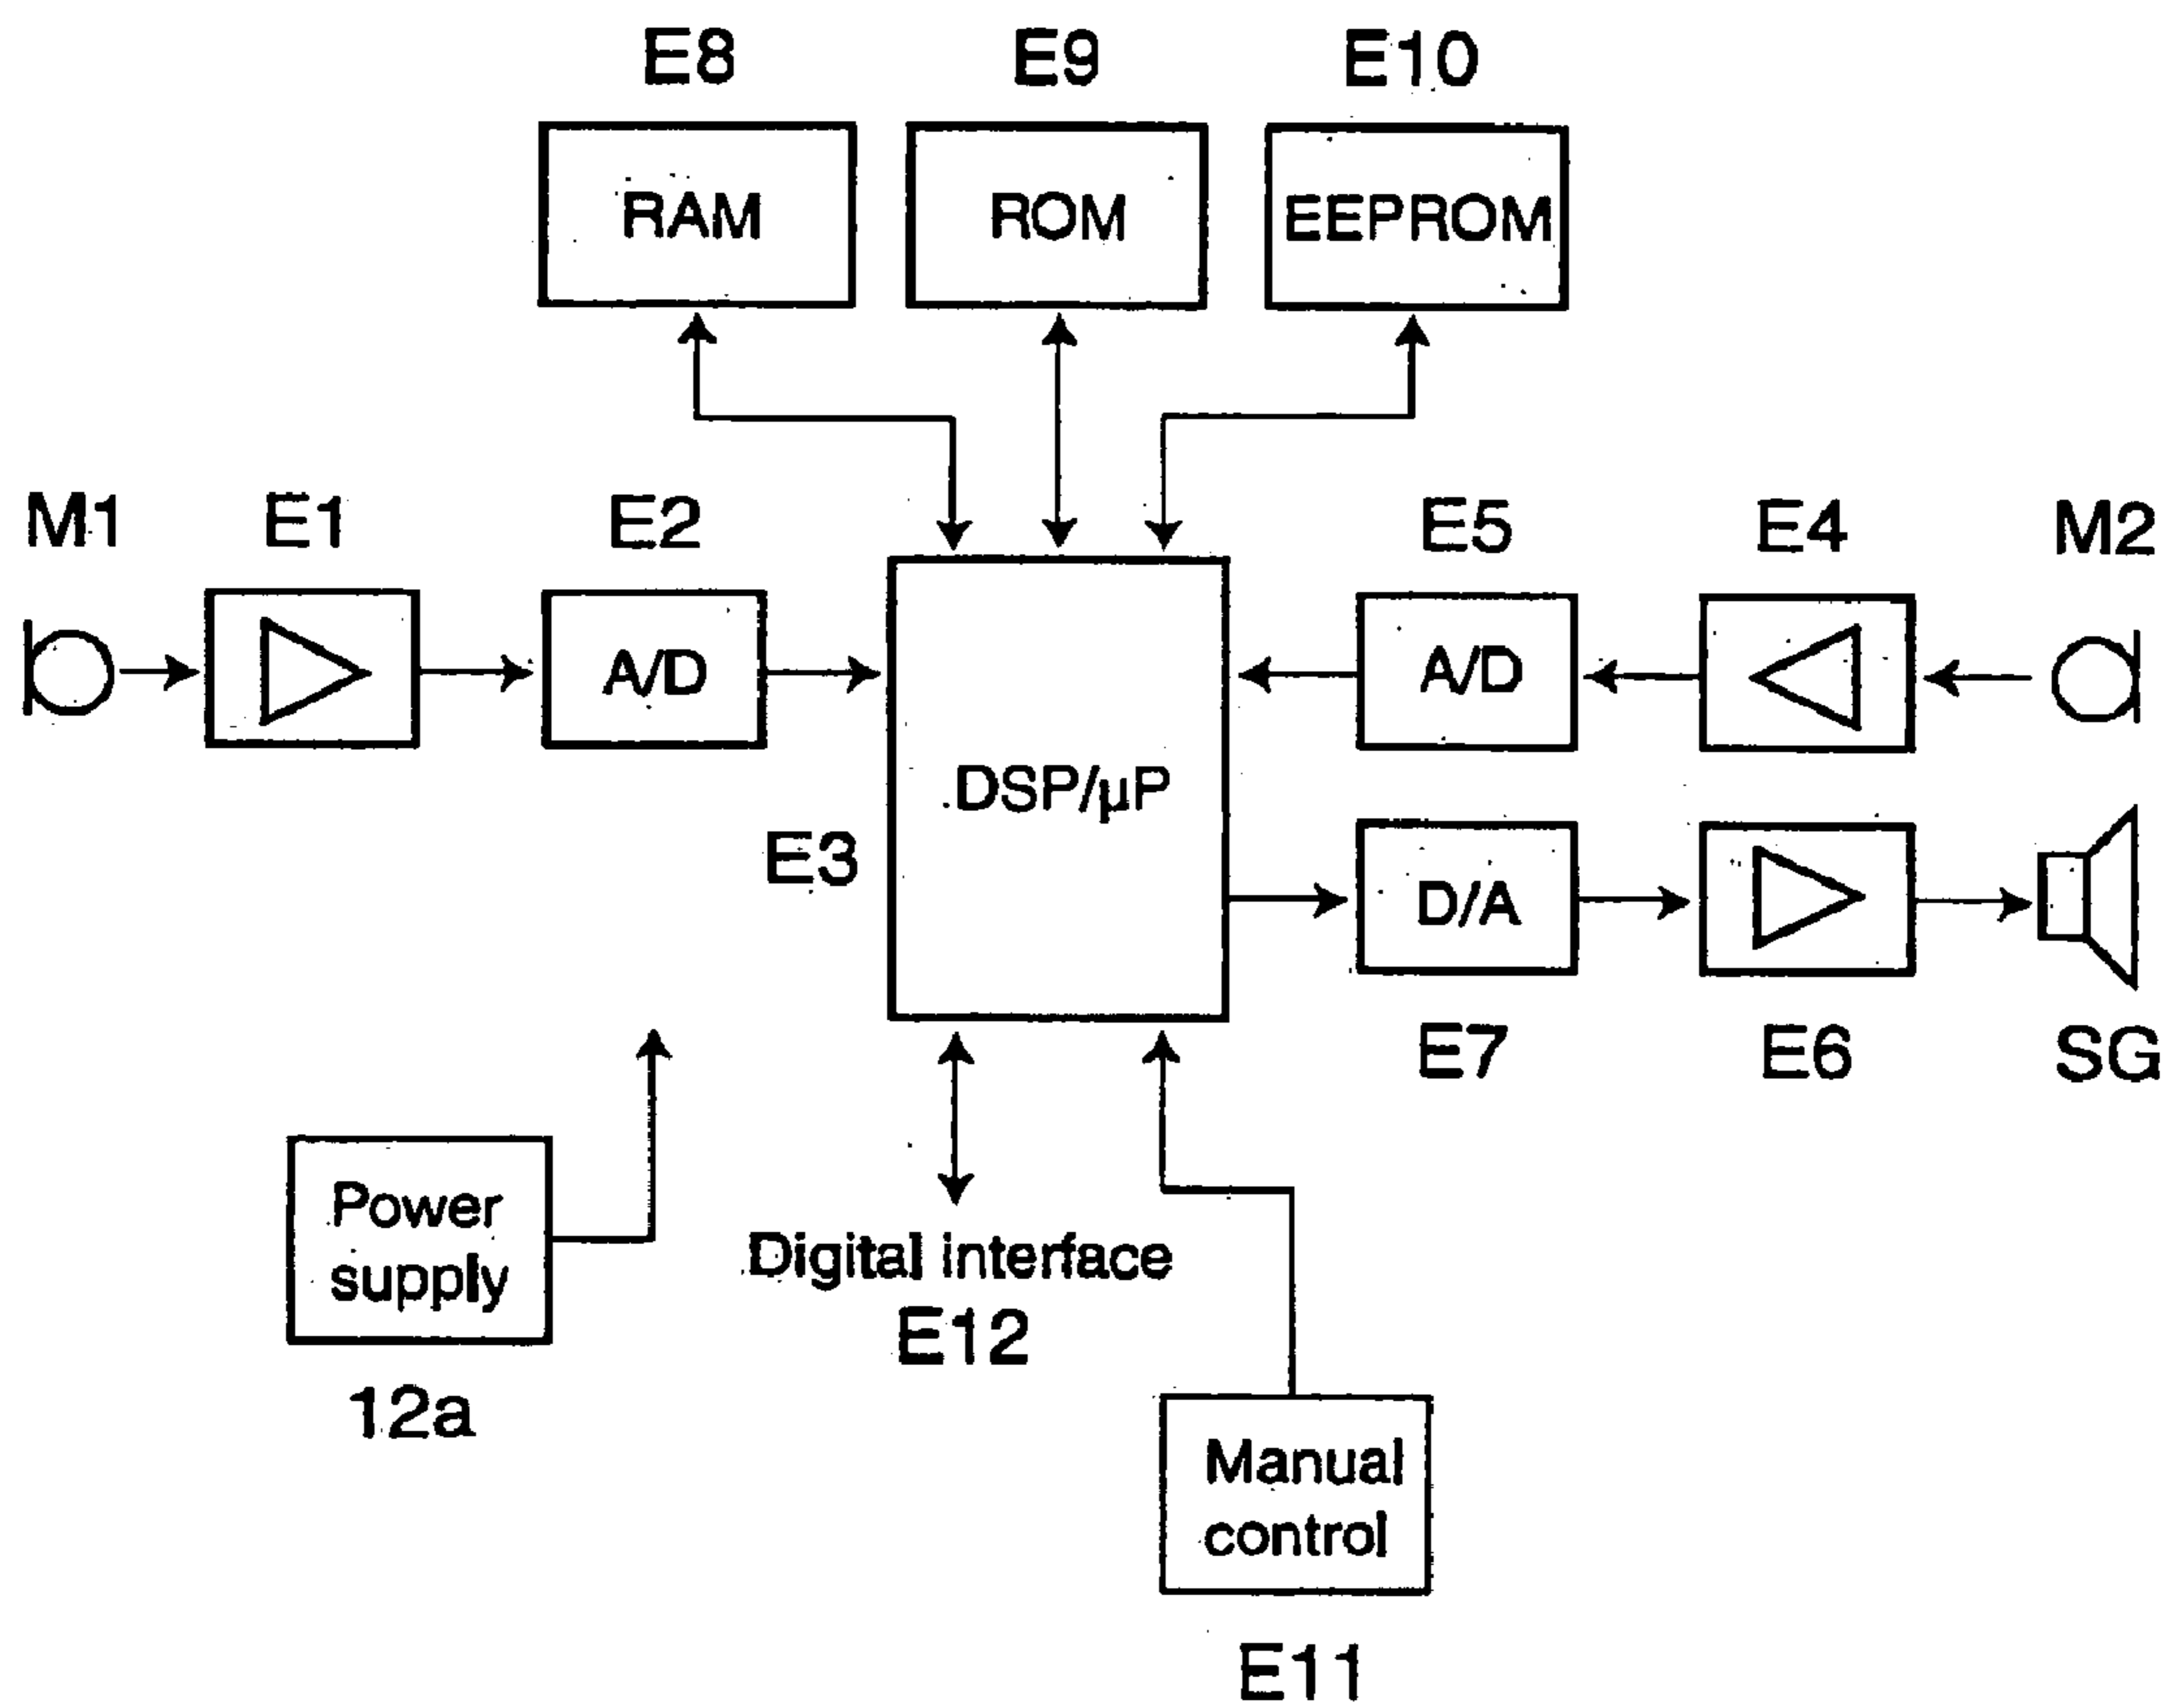 E8 E9 E10
RAM ROM EEPROM
M1 E1 E2 E5 E4 M2
A/D A/D
DSP/µP
E3
D/A
E7 E6 SG
Power
supply
12a
Digital interface
E12
Manual
control
E11